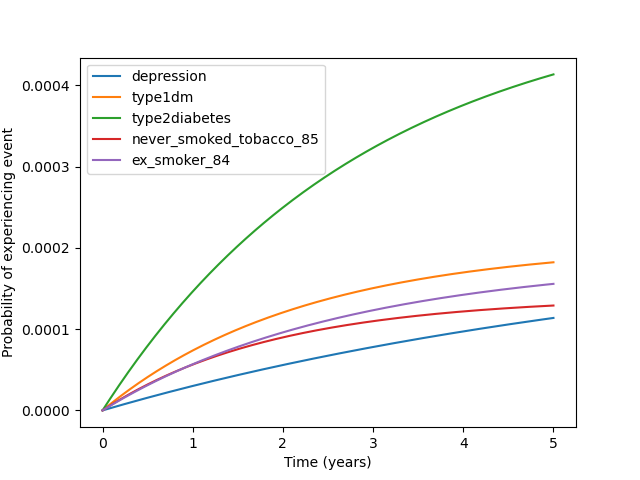 0.0004
0.0003
0.0002
0.0001
0.0000
Probability of experiencing event
depression
type1dm
type2diabetes
never_smoked_tobacco_85
ex_smoker_84
0 1 2 3 4 5
Time (years)